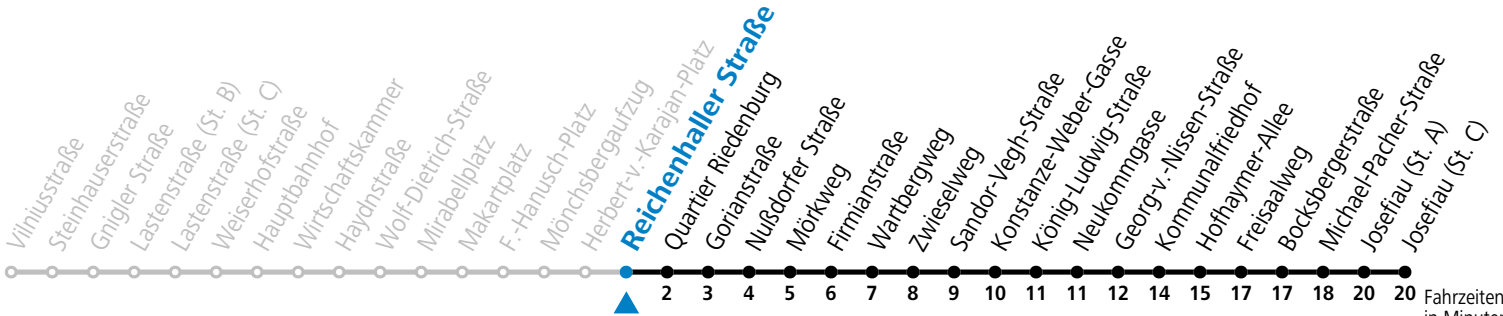 Viln​iusstraße
Steinhauserstraße
Gnigler Straße
Lastenstraße (St. B)
Lastenstraße (St. C)
Weiserhofstraße
Hauptbahnhof
Wirtschaftskammer
Haydnstraße
Wolf-Dietrich-Straße
Mirabellplatz
Makartplatz
F.-Hanusch-Platz
Mönchsbergaufzug
Herbert-v.-Karajan-Platz
Reichenhaller Straße
Quartier Riedenburg
Gorianstraße
Nußdorfer Straße
Mörkweg
Firmianstraße
Wartbergweg
Zwieselweg
Sandor-Vegh-Straße
Konstanze-Weber-Gasse
König-Ludwig-Straße
Neukommgasse
Georg-v.-Nissen-Straße
Kommunalfriedhof
Hofhaymer-Allee
Freisaalweg
Bocksbergerstraße
Michael-Pacher-Straße
Josefiau (St. A)
Josefiau (St. C)
2 3 4 5 6 7 8 9 10 11 11 12 14 15 17 17 18 20 20
Fahrzeiten
in Minuten